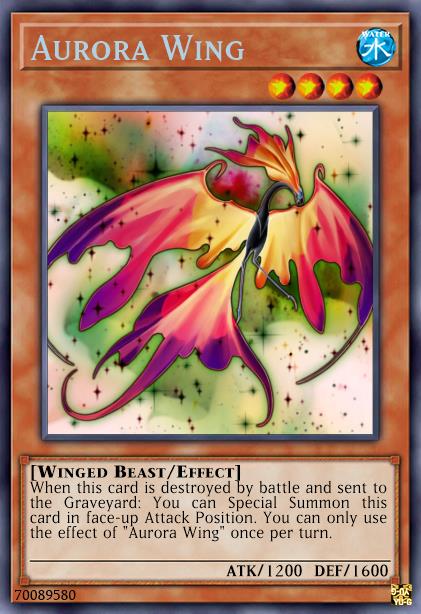 AURORA WING
WATER
水
[WINGED BEAST/EFFECT]
When this card is destroyed by battle and sent to
the Graveyard: You can Special Summon this
card in face-up Attack Position. You can only use
the effect of "Aurora Wing" once per turn.
ATK/1200 DEF/1600
70089580